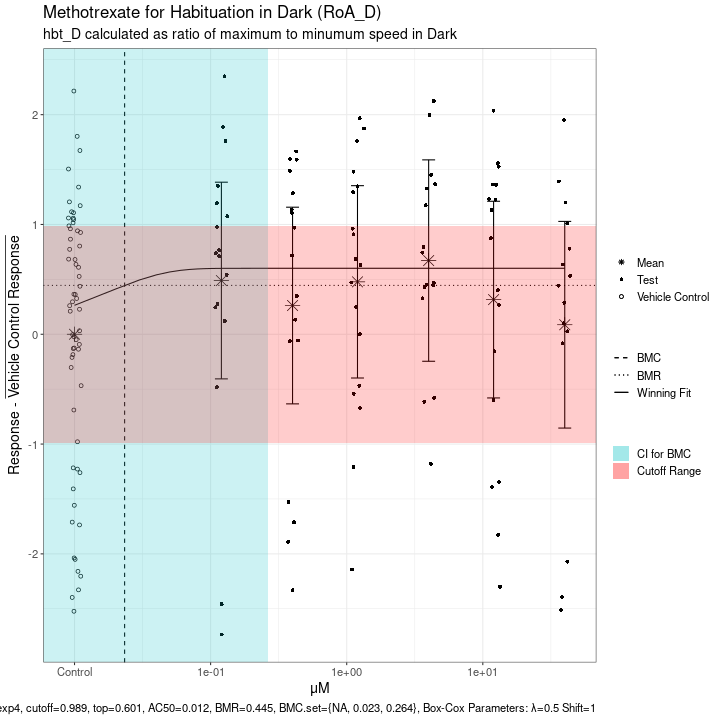 Methotrexate for Habituation in Dark (RoA_D)
hbt_D calculated as ratio of maximum to minumum speed in Dark
Response - Vehicle Control Response
2
1
0
-1
-2
Control
1e-01
1e+00
1e+01
µM
Mean
Test
Vehicle Control
BMC
BMR
Winning Fit
CI for BMC
Cutoff Range
exp4, cutoff=0.989, top=0.601, AC50=0.012, BMR=0.445, BMC.set={NA, 0.023, 0.264}, Box-Cox Parameters: λ=0.5 Shift=1